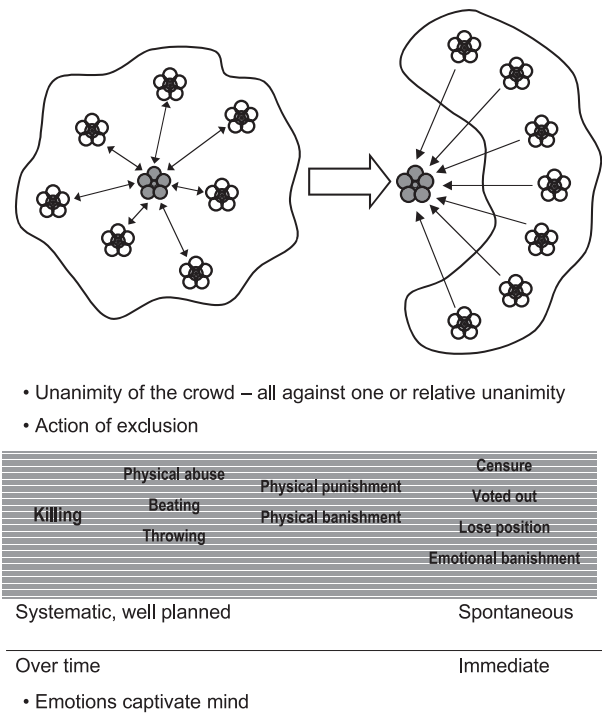 • Unanimity of the crowd – all against one or relative unanimity
• Action of exclusion
Killing
Physical abuse
Beating
Throwing
Physical punishment
Physical banishment
Censure
Voted out
Lose position
Emotional banishment
Systematic, well planned Spontaneous
Over time Immediate
• Emotions captivate mind